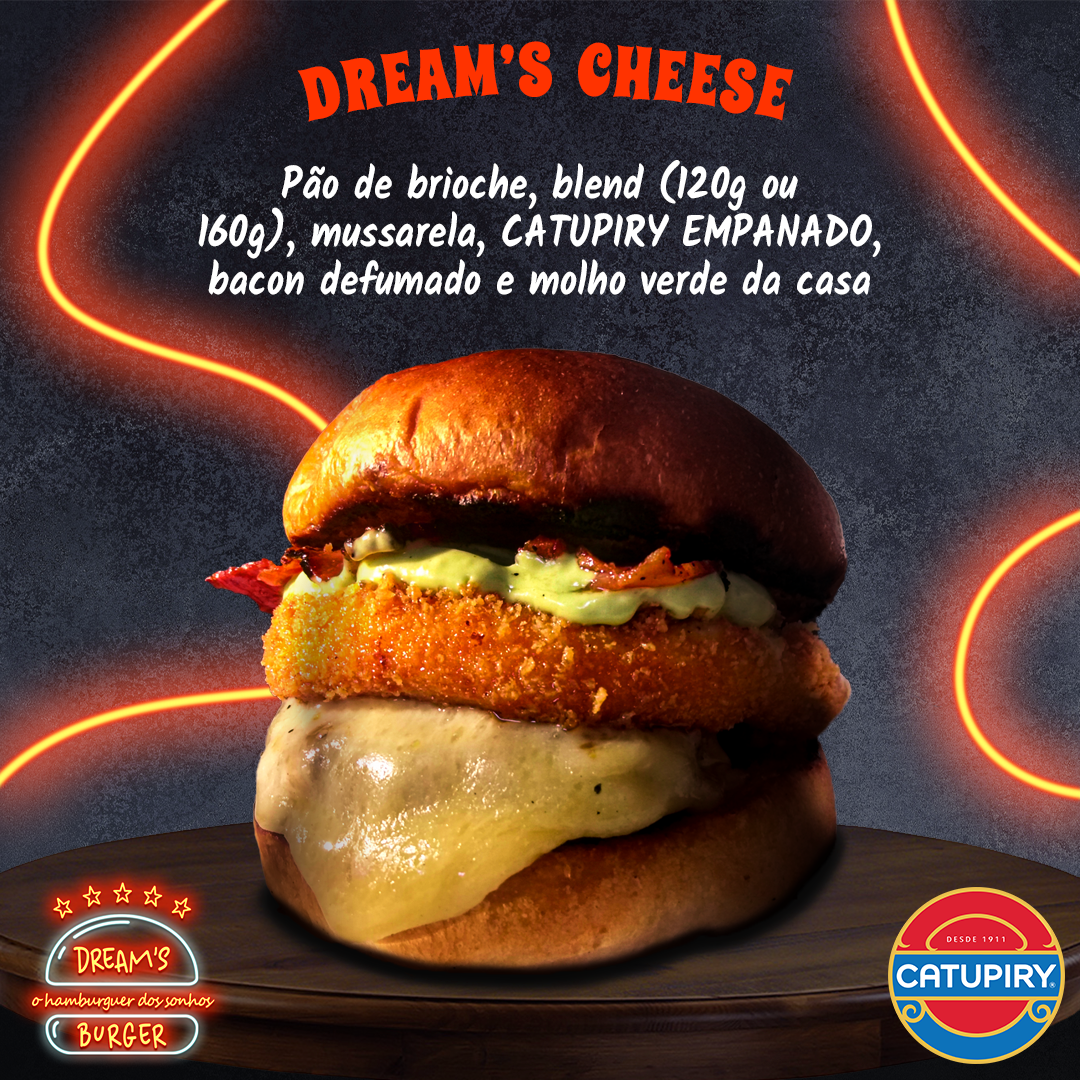 DREAM'S CHEESE
Pão de brioche, blend (120g ou
160g), mussarela, CATUPIRY EMPANADO,
bacon defumado e molho verde da casa
DREAM'S
o hamburguer dos sonhos
BURGER
DESDE 1911
CATUPIRY®